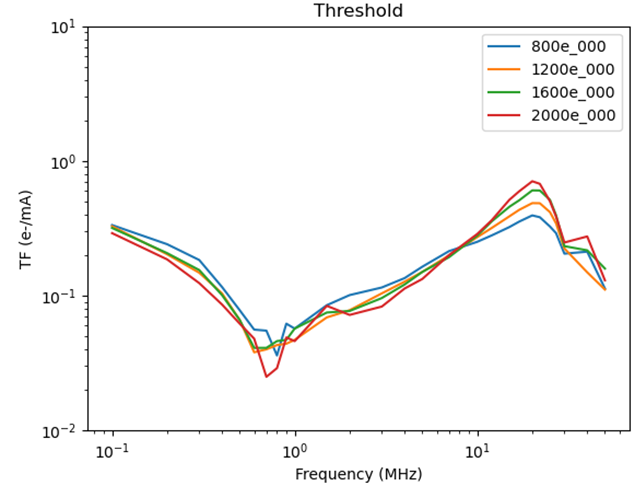 Threshold
10¹
800e_000
1200e_000
1600e_000
2000e_000
10⁰
TF (e-/mA)
10⁻¹
10⁻²
10⁻¹
10⁰
10¹
Frequency (MHz)